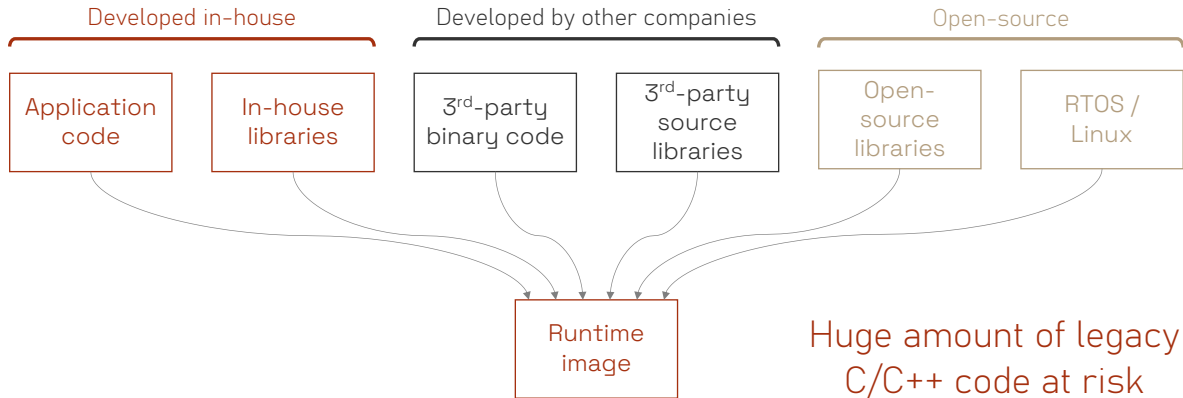 Developed in-house
Developed by other companies
Open-source
Application
code
In-house
libraries
3rd-party
binary code
3rd-party
source
libraries
Open-
source
libraries
RTOS /
Linux
Runtime
image
Huge amount of legacy
C/C++ code at risk